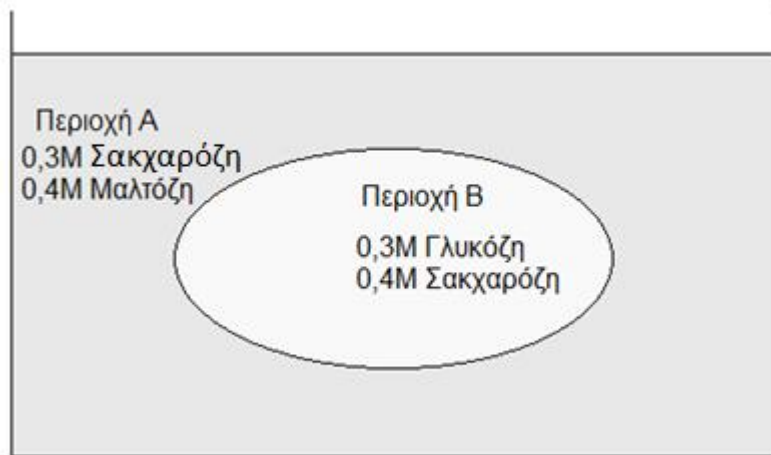 Περιοχή Α
0,3Μ Σακχαρόζη
0,4Μ Μαλτόζη
Περιοχή Β
0,3Μ Γλυκόζη
0,4Μ Σακχαρόζη